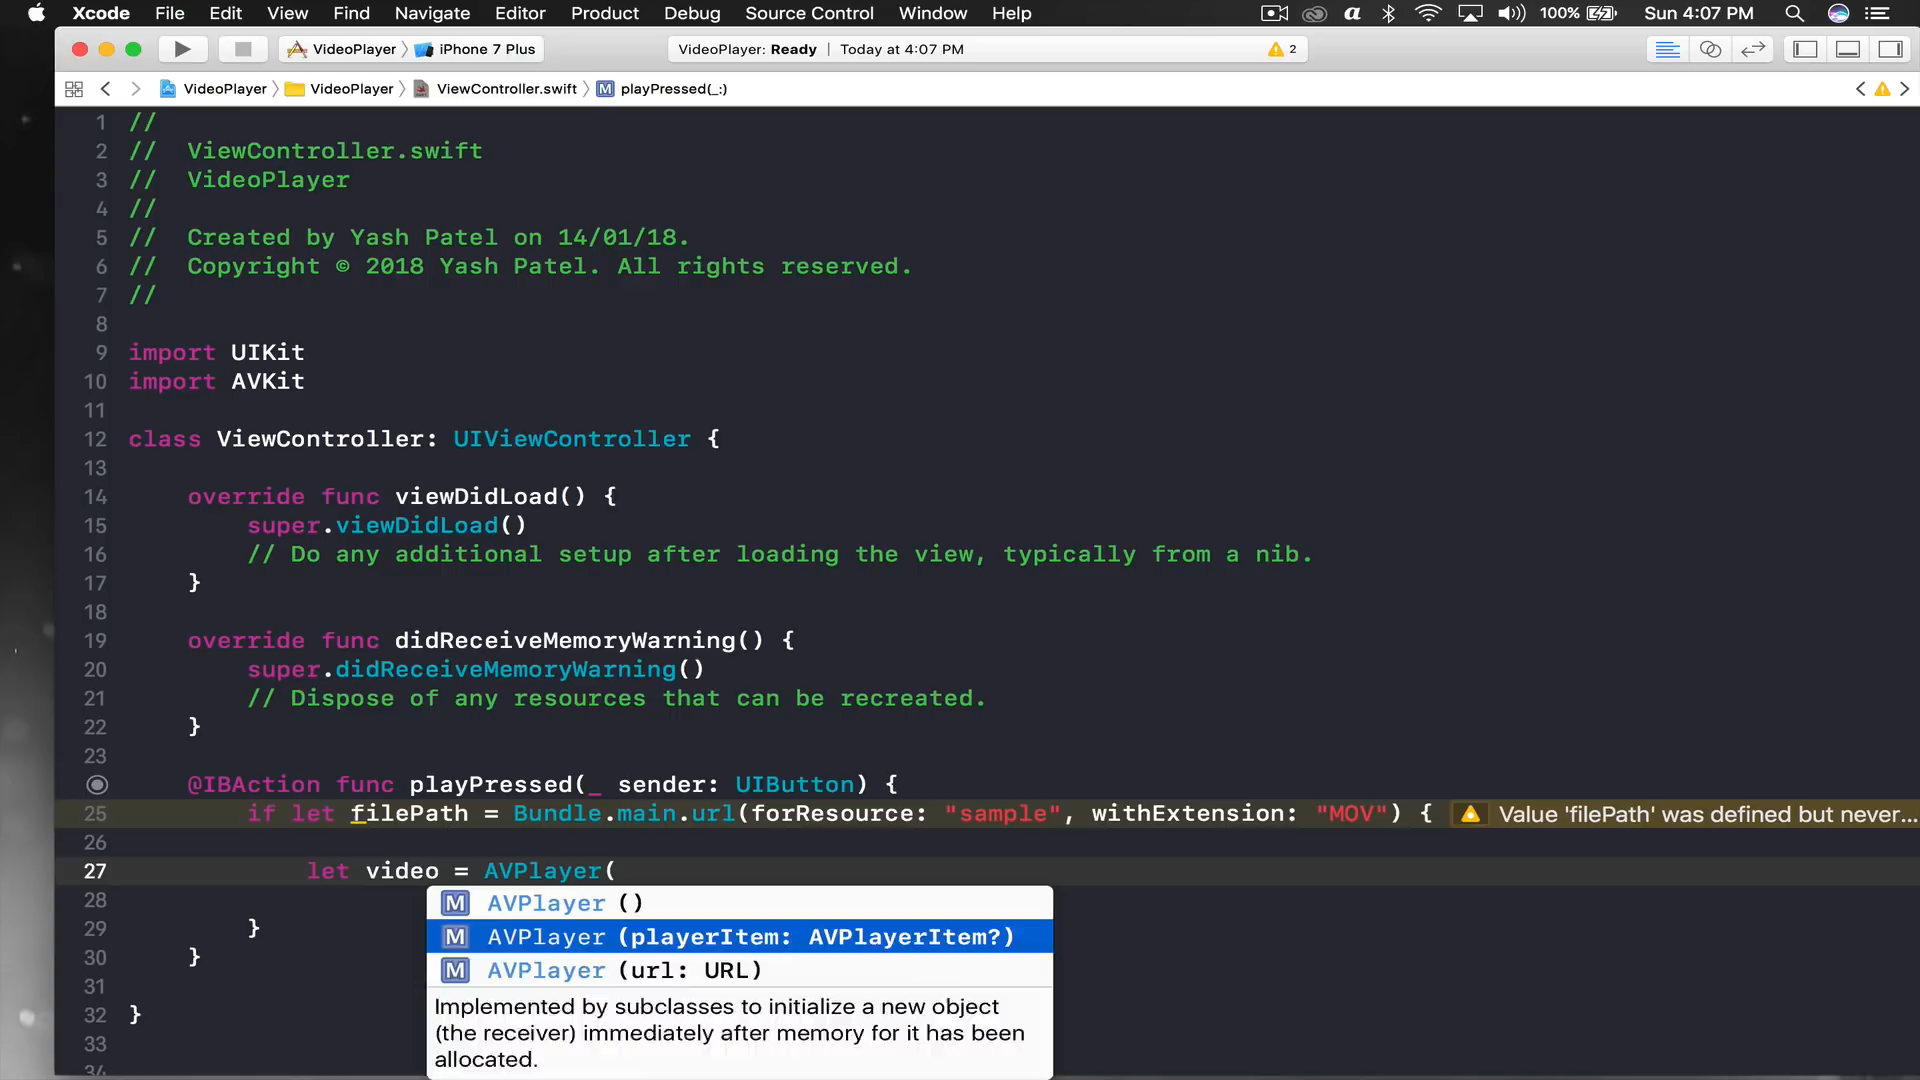 Xcode File Edit View Find Navigate Editor Product Debug Source Control Window Help 100% Sun 4:07 PM
VideoPlayer iPhone 7 Plus VideoPlayer: Ready | Today at 4:07 PM 2
VideoPlayer VideoPlayer ViewController.swift M playPressed(_:)
1 //
2 //  ViewController.swift
3 //  VideoPlayer
4 //
5 //  Created by Yash Patel on 14/01/18.
6 //  Copyright © 2018 Yash Patel. All rights reserved.
7 //
8
9 import UIKit
10 import AVKit
11
12 class ViewController: UIViewController {
13
14 override func viewDidLoad() {
15 super.viewDidLoad()
16 // Do any additional setup after loading the view, typically from a nib.
17 }
18
19 override func didReceiveMemoryWarning() {
20 super.didReceiveMemoryWarning()
21 // Dispose of any resources that can be recreated.
22 }
23
@IBAction func playPressed(_ sender: UIButton) {
25 if let filePath = Bundle.main.url(forResource: "sample", withExtension: "MOV") { Value 'filePath' was defined but never...
26
27 let video = AVPlayer(
28 M AVPlayer ()
29 } M AVPlayer (playerItem: AVPlayerItem?)
30 } M AVPlayer (url: URL)
31
32 } Implemented by subclasses to initialize a new object
33 (the receiver) immediately after memory for it has been
34 allocated.